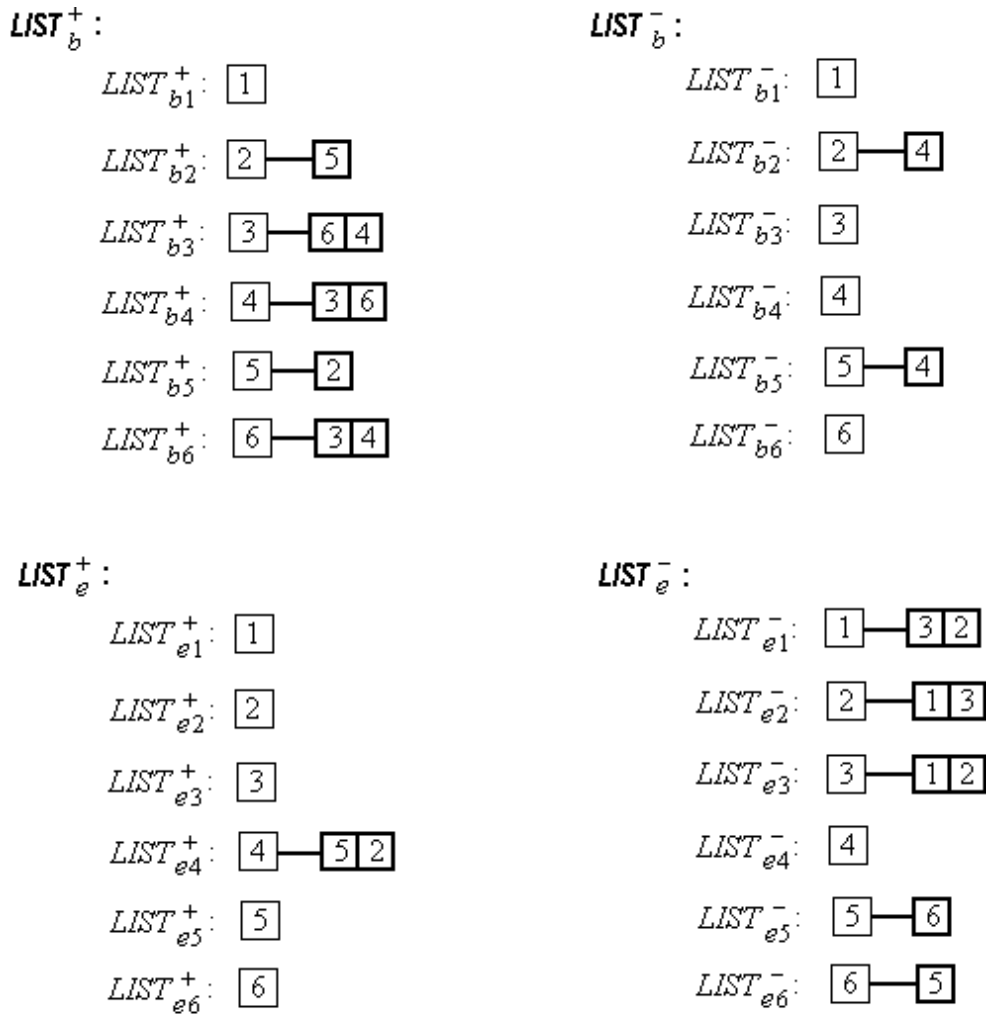 LIST⁺b :
LIST⁺b1: 1
LIST⁺b2: 2 5
LIST⁺b3: 3 6 4
LIST⁺b4: 4 3 6
LIST⁺b5: 5 2
LIST⁺b6: 6 3 4
LIST⁻b :
LIST⁻b1: 1
LIST⁻b2: 2 4
LIST⁻b3: 3
LIST⁻b4: 4
LIST⁻b5: 5 4
LIST⁻b6: 6
LIST⁺e :
LIST⁺e1: 1
LIST⁺e2: 2
LIST⁺e3: 3
LIST⁺e4: 4 5 2
LIST⁺e5: 5
LIST⁺e6: 6
LIST⁻e :
LIST⁻e1: 1 3 2
LIST⁻e2: 2 1 3
LIST⁻e3: 3 1 2
LIST⁻e4: 4
LIST⁻e5: 5 6
LIST⁻e6: 6 5